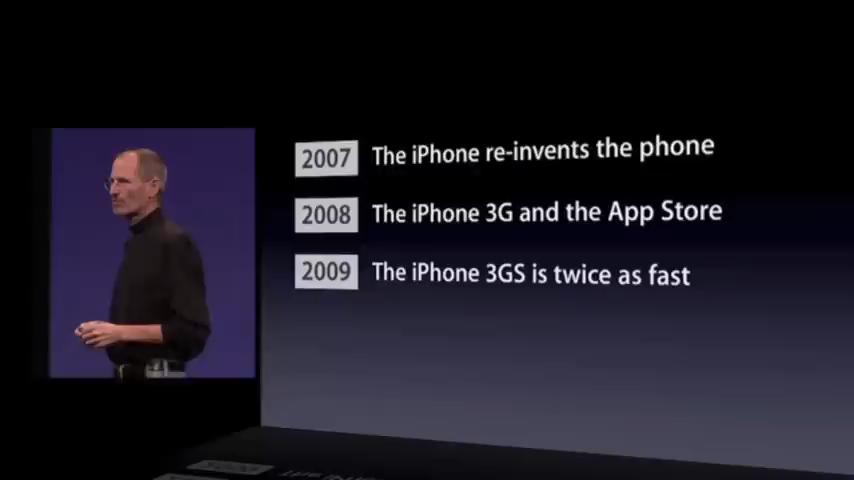 2007 The iPhone re-invents the phone
2008 The iPhone 3G and the App Store
2009 The iPhone 3GS is twice as fast